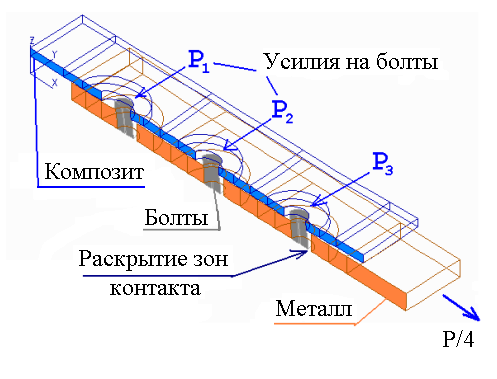 Z
Y
X
P1
Усилия на болты
P2
P3
Композит
Болты
Раскрытие зон
контакта
Металл
P/4